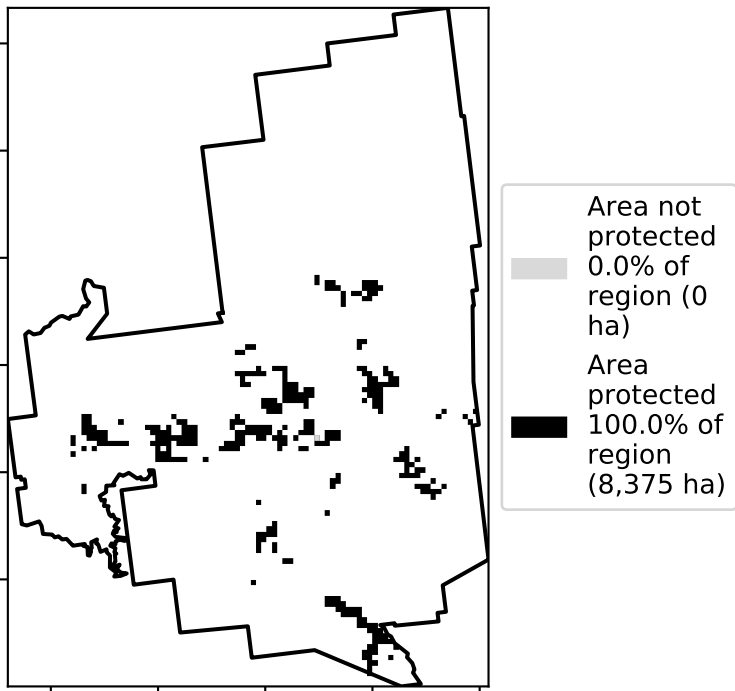 Area not
protected
0.0% of
region (0
ha)
Area
protected
100.0% of
region
(8,375 ha)